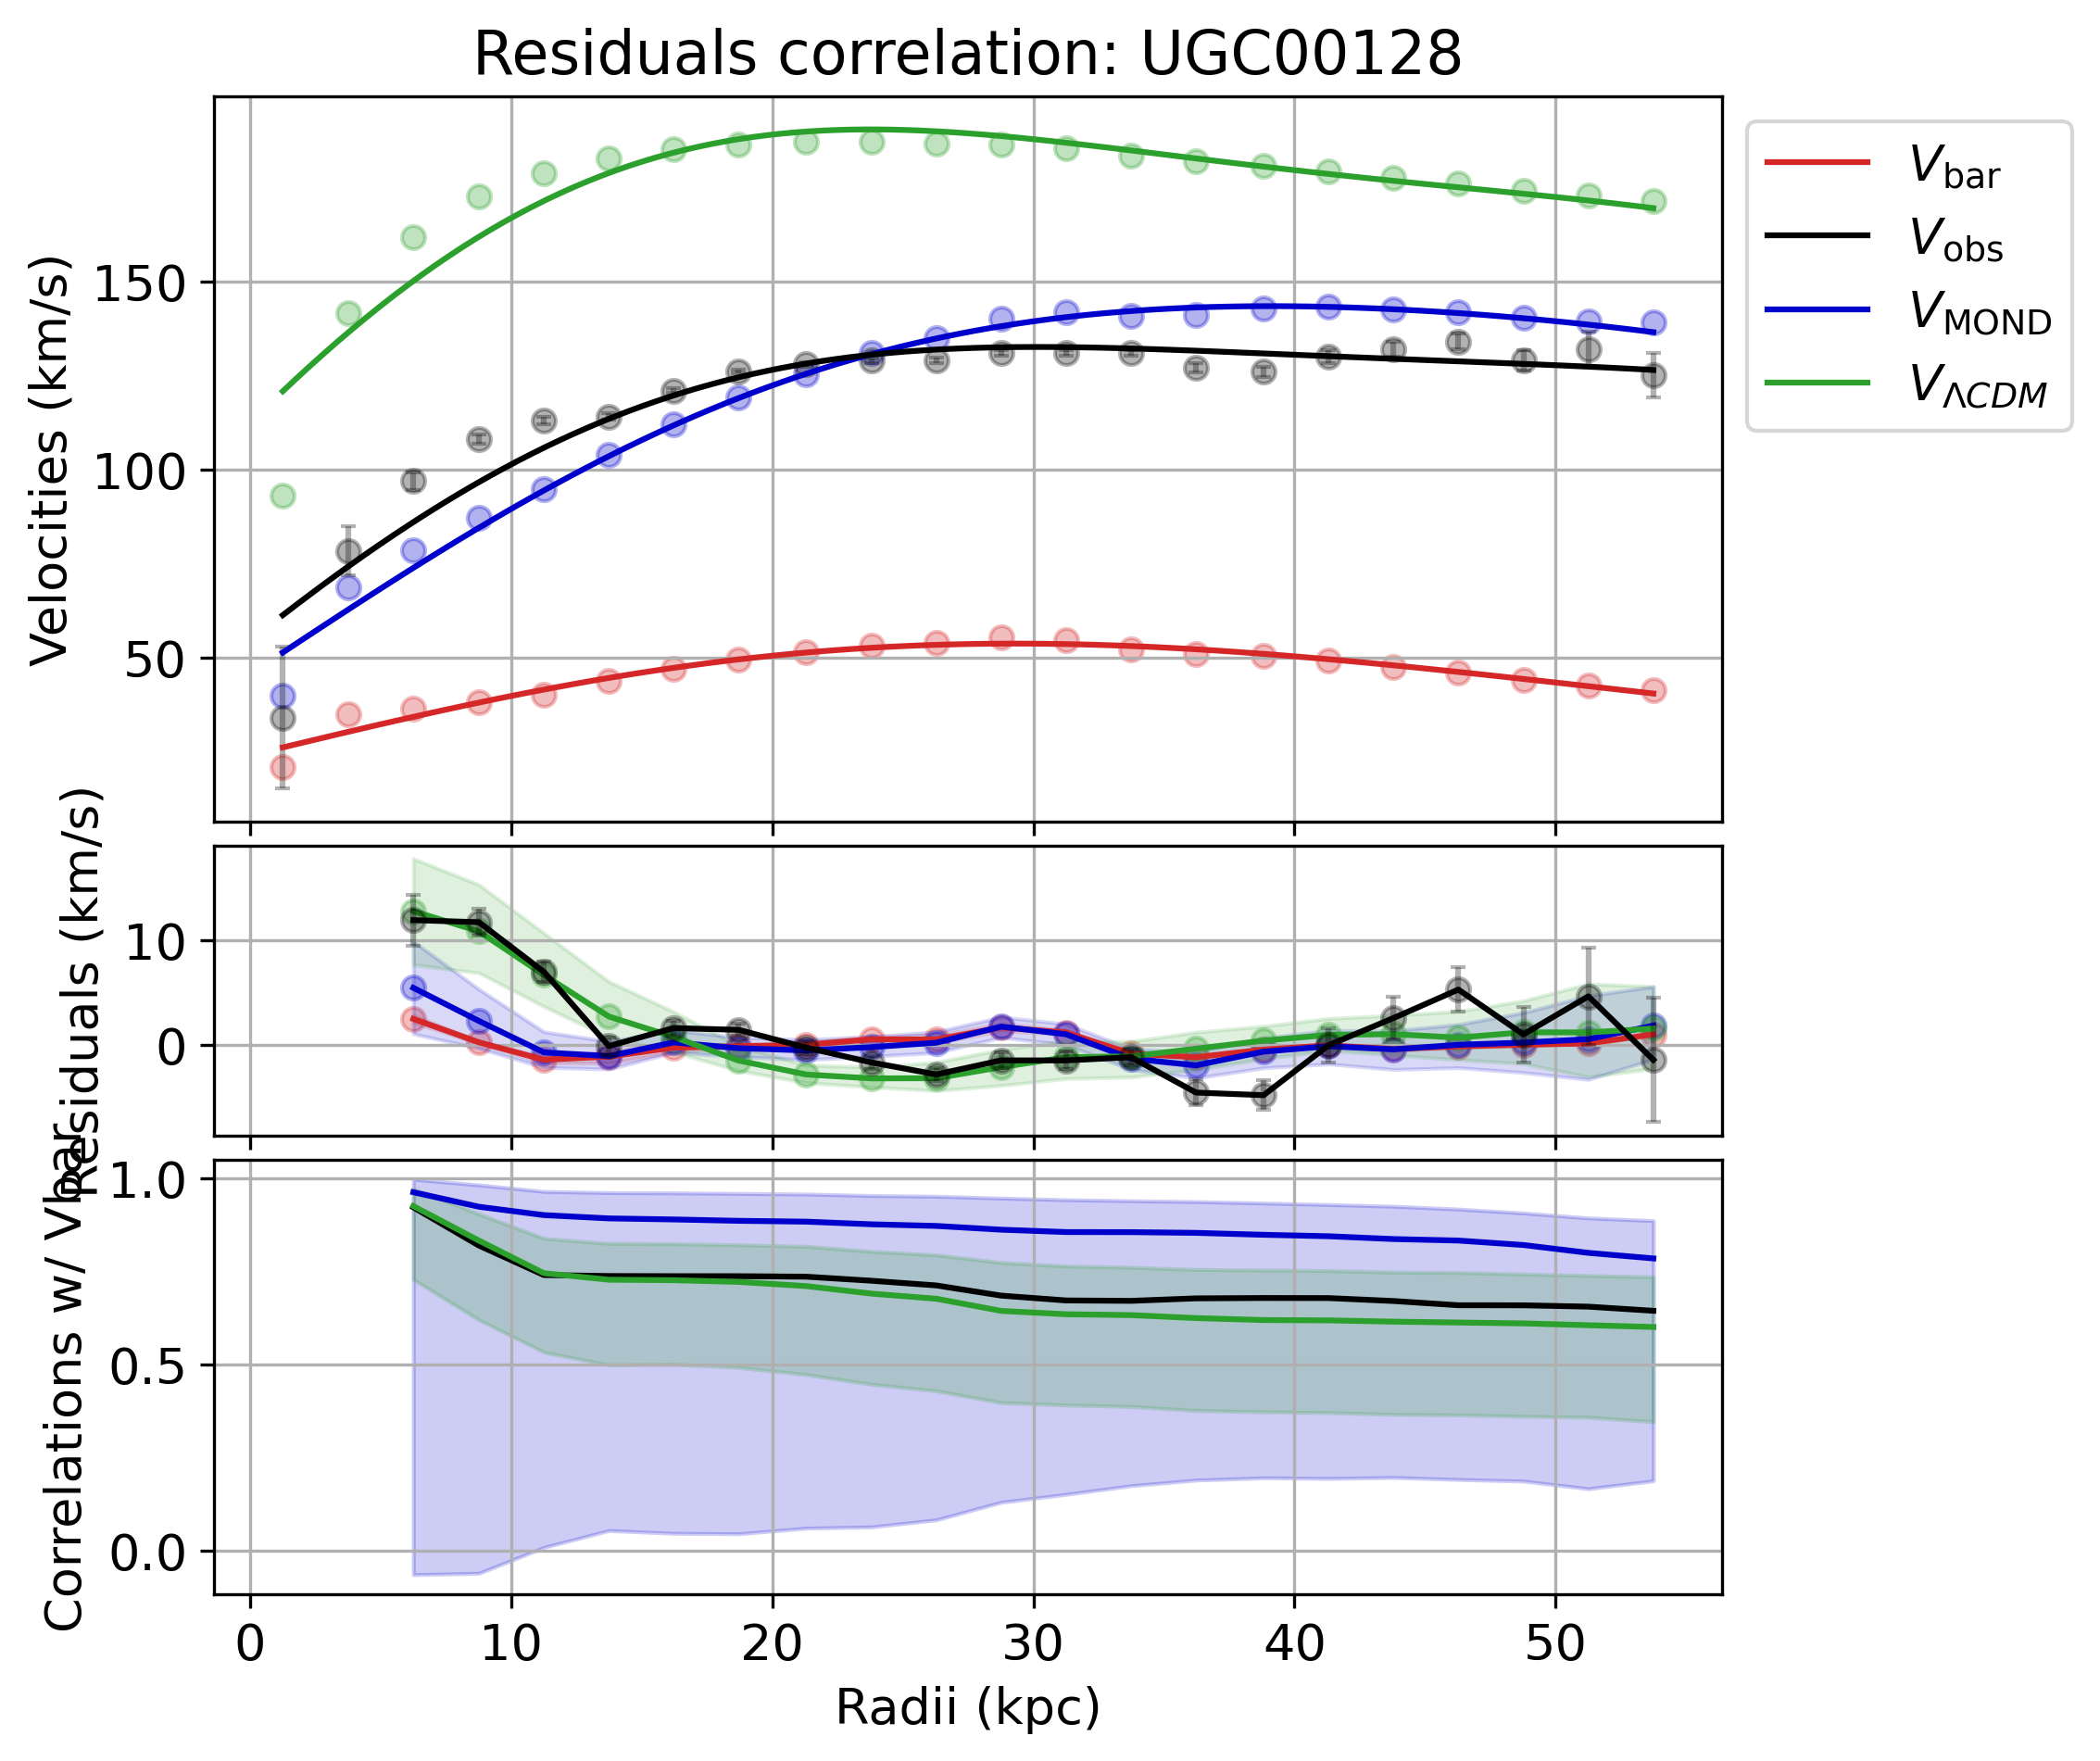 Residuals correlation: UGC00128
Velocities (km/s)
150
100
50
V_bar
V_obs
V_MOND
V_ΛCDM
Residuals (km/s)
10
0
Correlations w/ Vbar
1.0
0.5
0.0
0 10 20 30 40 50
Radii (kpc)